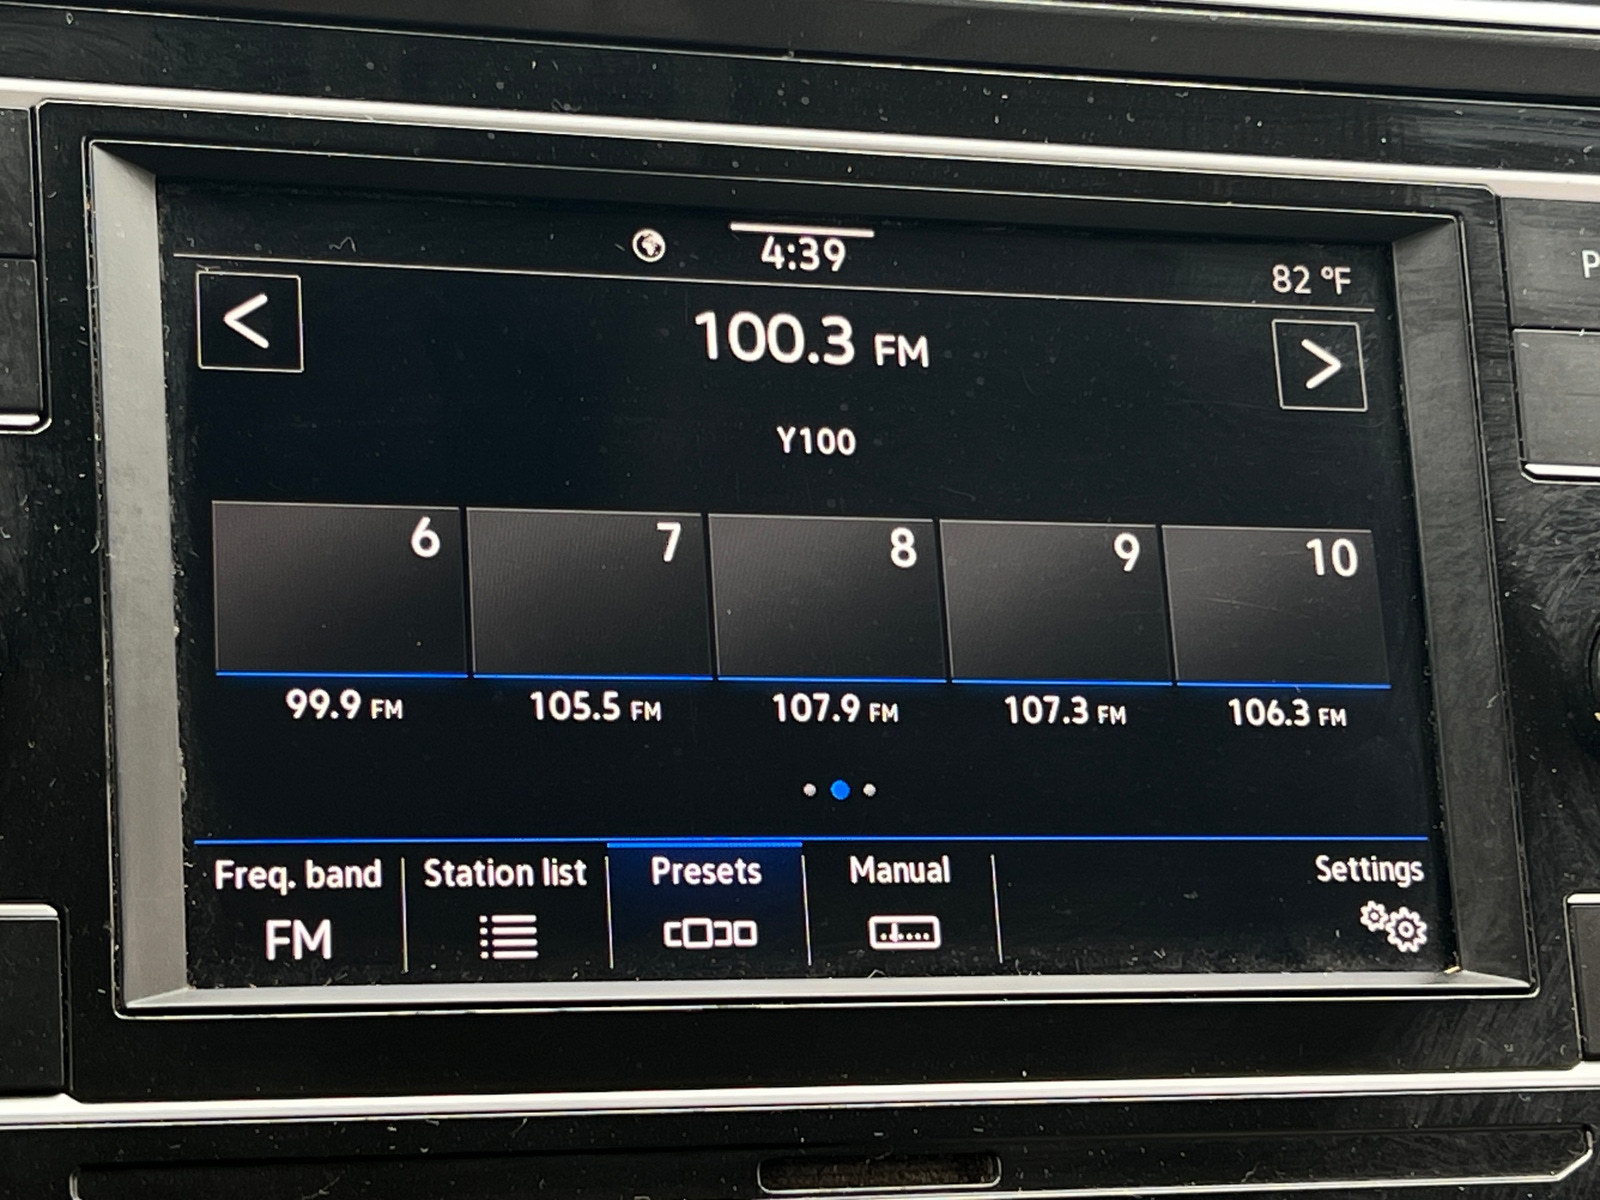 4:39
82 °F
100.3 FM
Y100
6 7 8 9 10
99.9 FM 105.5 FM 107.9 FM 107.3 FM 106.3 FM
Freq. band Station list Presets Manual Settings
FM
P